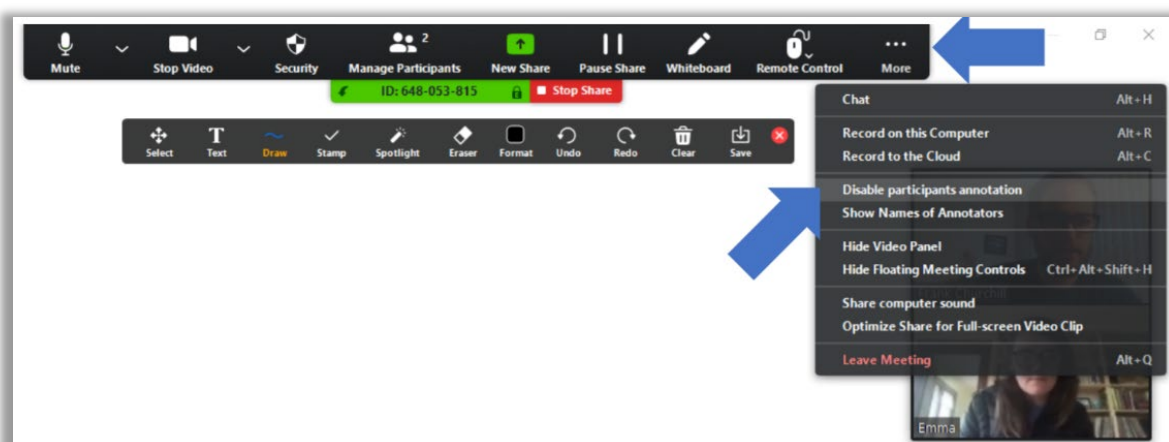 2
Mute Stop Video Security Manage Participants New Share Pause Share Whiteboard Remote Control More
ID: 648-053-815 Stop Share
Select Text Draw Stamp Spotlight Eraser Format Undo Redo Clear Save
Chat Alt+H
Record on this Computer Alt+R
Record to the Cloud Alt+C
Disable participants annotation
Show Names of Annotators
Hide Video Panel
Hide Floating Meeting Controls Ctrl+Alt+Shift+H
Share computer sound
Optimize Share for Full-screen Video Clip
Leave Meeting Alt+Q
Emma